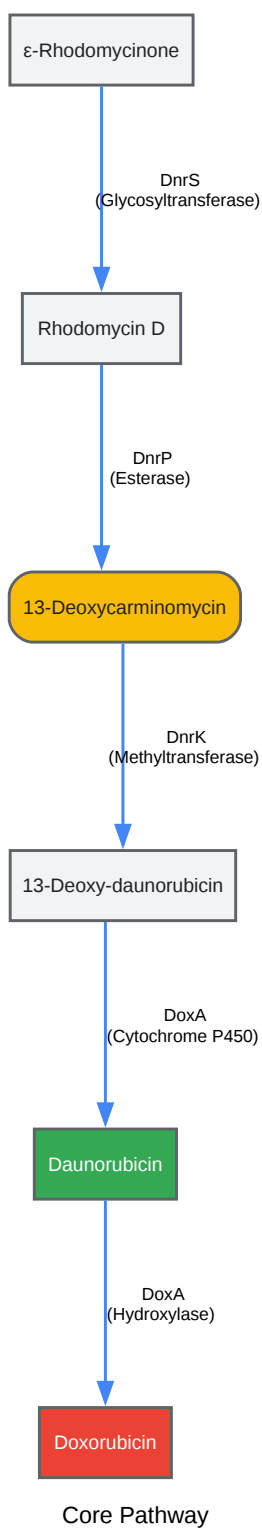 ε-Rhodomycinone
DnrS
(Glycosyltransferase)
Rhodomycin D
DnrP
(Esterase)
13-Deoxycarminomycin
DnrK
(Methyltransferase)
13-Deoxy-daunorubicin
DoxA
(Cytochrome P450)
Daunorubicin
DoxA
(Hydroxylase)
Doxorubicin
Core Pathway